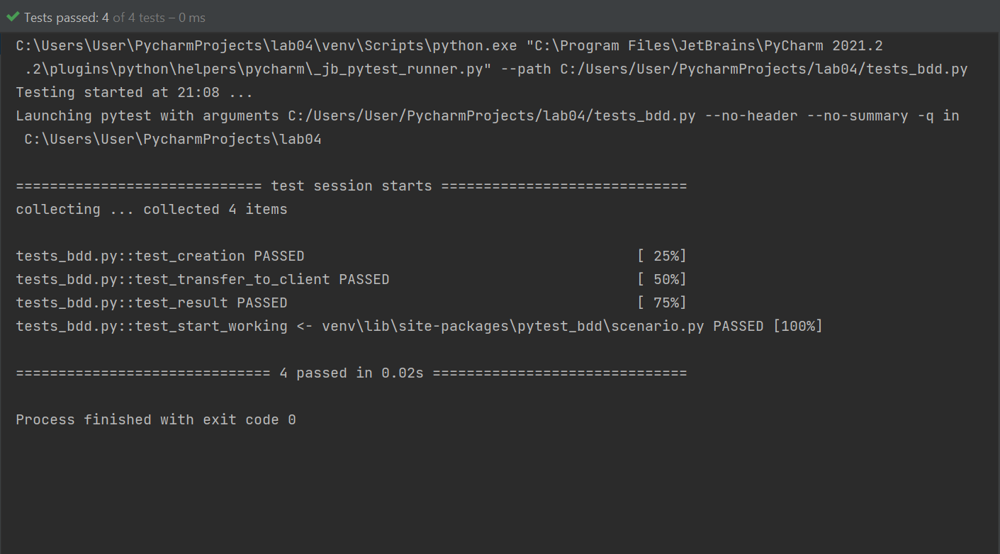 Tests passed: 4 of 4 tests – 0 ms
C:\Users\User\PycharmProjects\lab04\venv\Scripts\python.exe "C:\Program Files\JetBrains\PyCharm 2021.2
.2\plugins\python\helpers\pycharm\_jb_pytest_runner.py" --path C:/Users/User/PycharmProjects/lab04/tests_bdd.py
Testing started at 21:08 ...
Launching pytest with arguments C:/Users/User/PycharmProjects/lab04/tests_bdd.py --no-header --no-summary -q in
C:\Users\User\PycharmProjects\lab04
============================= test session starts =============================
collecting ... collected 4 items
tests_bdd.py::test_creation PASSED [ 25%]
tests_bdd.py::test_transfer_to_client PASSED [ 50%]
tests_bdd.py::test_result PASSED [ 75%]
tests_bdd.py::test_start_working <- venv\lib\site-packages\pytest_bdd\scenario.py PASSED [100%]
============================== 4 passed in 0.02s ==============================
Process finished with exit code 0